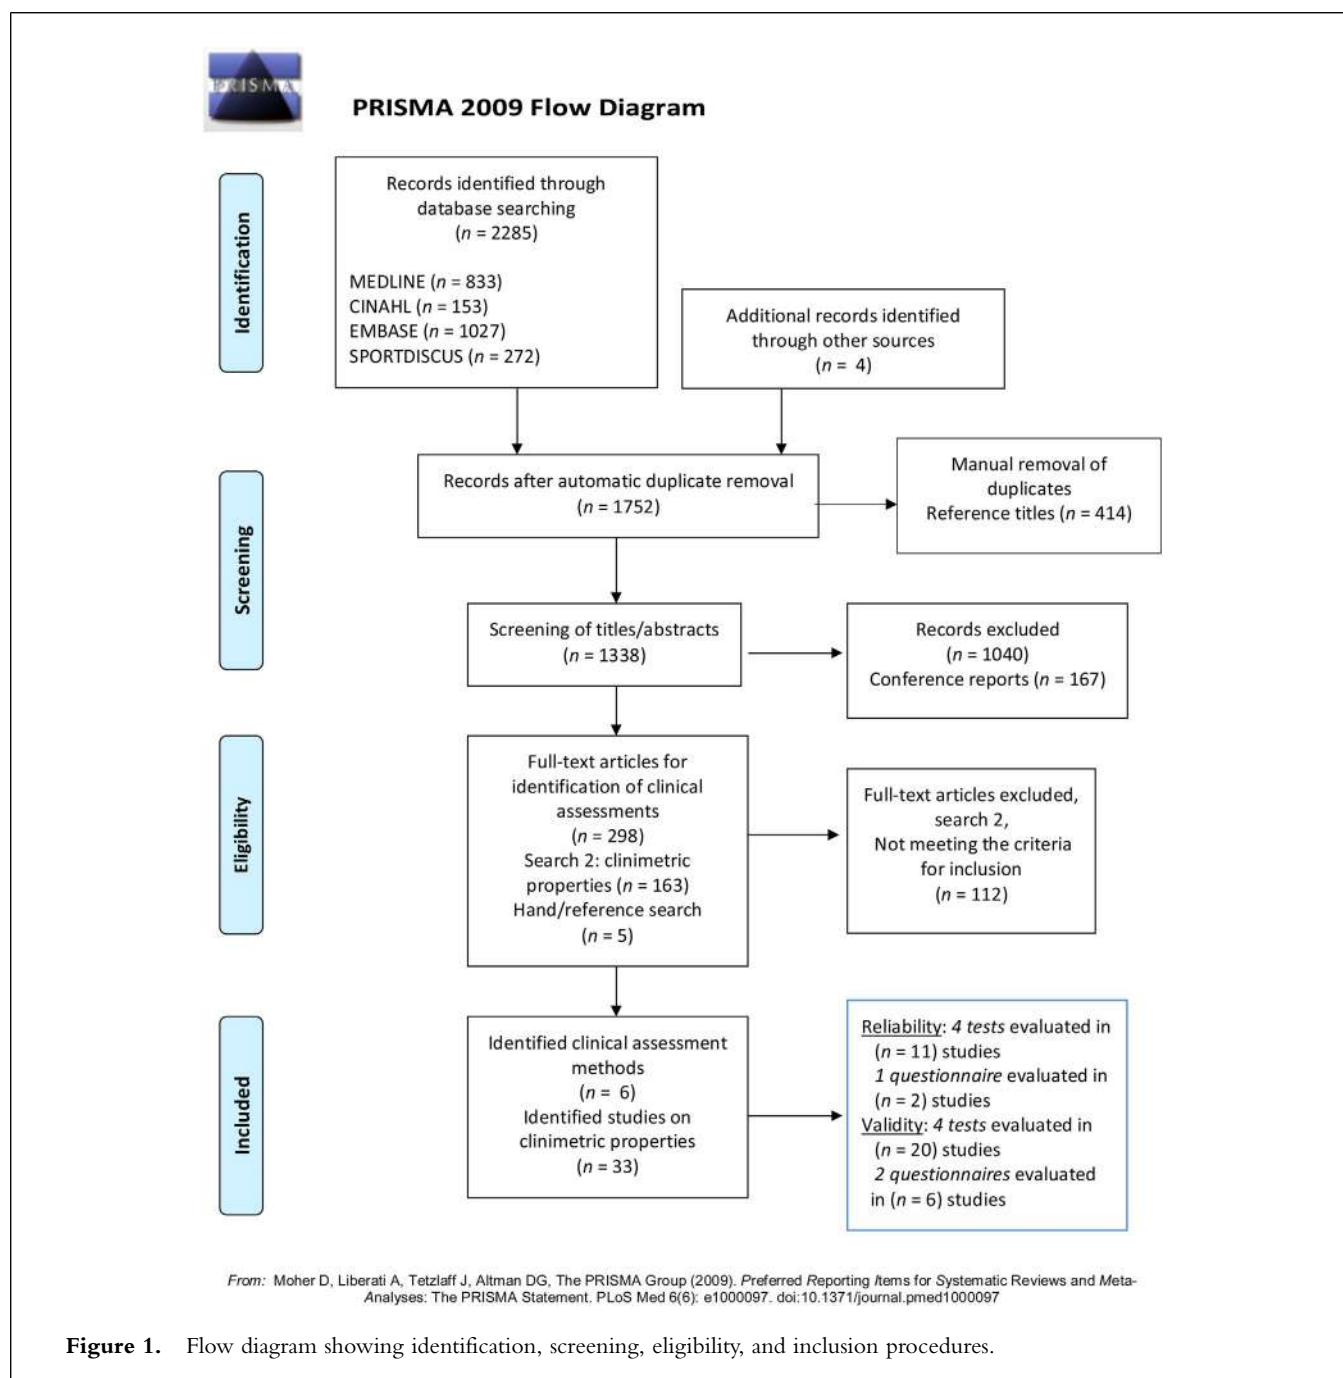 PRISMA
PRISMA 2009 Flow Diagram
Identification
Records identified through
database searching
(n = 2285)
MEDLINE (n = 833)
CINAHL (n = 153)
EMBASE (n = 1027)
SPORTDISCUS (n = 272)
Additional records identified
through other sources
(n = 4)
Screening
Records after automatic duplicate removal
(n = 1752)
Manual removal of
duplicates
Reference titles (n = 414)
Screening of titles/abstracts
(n = 1338)
Records excluded
(n = 1040)
Conference reports (n = 167)
Eligibility
Full-text articles for
identification of clinical
assessments
(n = 298)
Search 2: clinimetric
properties (n = 163)
Hand/reference search
(n = 5)
Full-text articles excluded,
search 2,
Not meeting the criteria
for inclusion
(n = 112)
Included
Identified clinical assessment
methods
(n = 6)
Identified studies on
clinimetric properties
(n = 33)
Reliability: 4 tests evaluated in
(n = 11) studies
1 questionnaire evaluated in
(n = 2) studies
Validity: 4 tests evaluated in
(n = 20) studies
2 questionnaires evaluated
in (n = 6) studies
From: Moher D, Liberati A, Tetzlaff J, Altman DG, The PRISMA Group (2009). Preferred Reporting Items for Systematic Reviews and Meta-
Analyses: The PRISMA Statement. PLoS Med 6(6): e1000097. doi:10.1371/journal.pmed1000097
Figure 1. Flow diagram showing identification, screening, eligibility, and inclusion procedures.